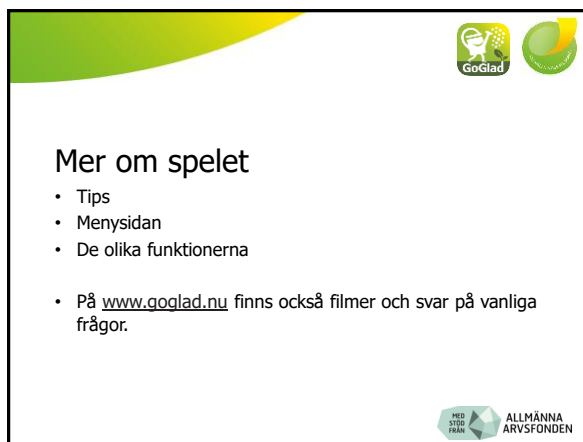 GoGlad
Mer om spelet
• Tips
• Menysidan
• De olika funktionerna
• På www.goglad.nu finns också filmer och svar på vanliga
frågor.
MED
STÖD
FRÅN
ALLMÄNNA
ARVSFONDEN